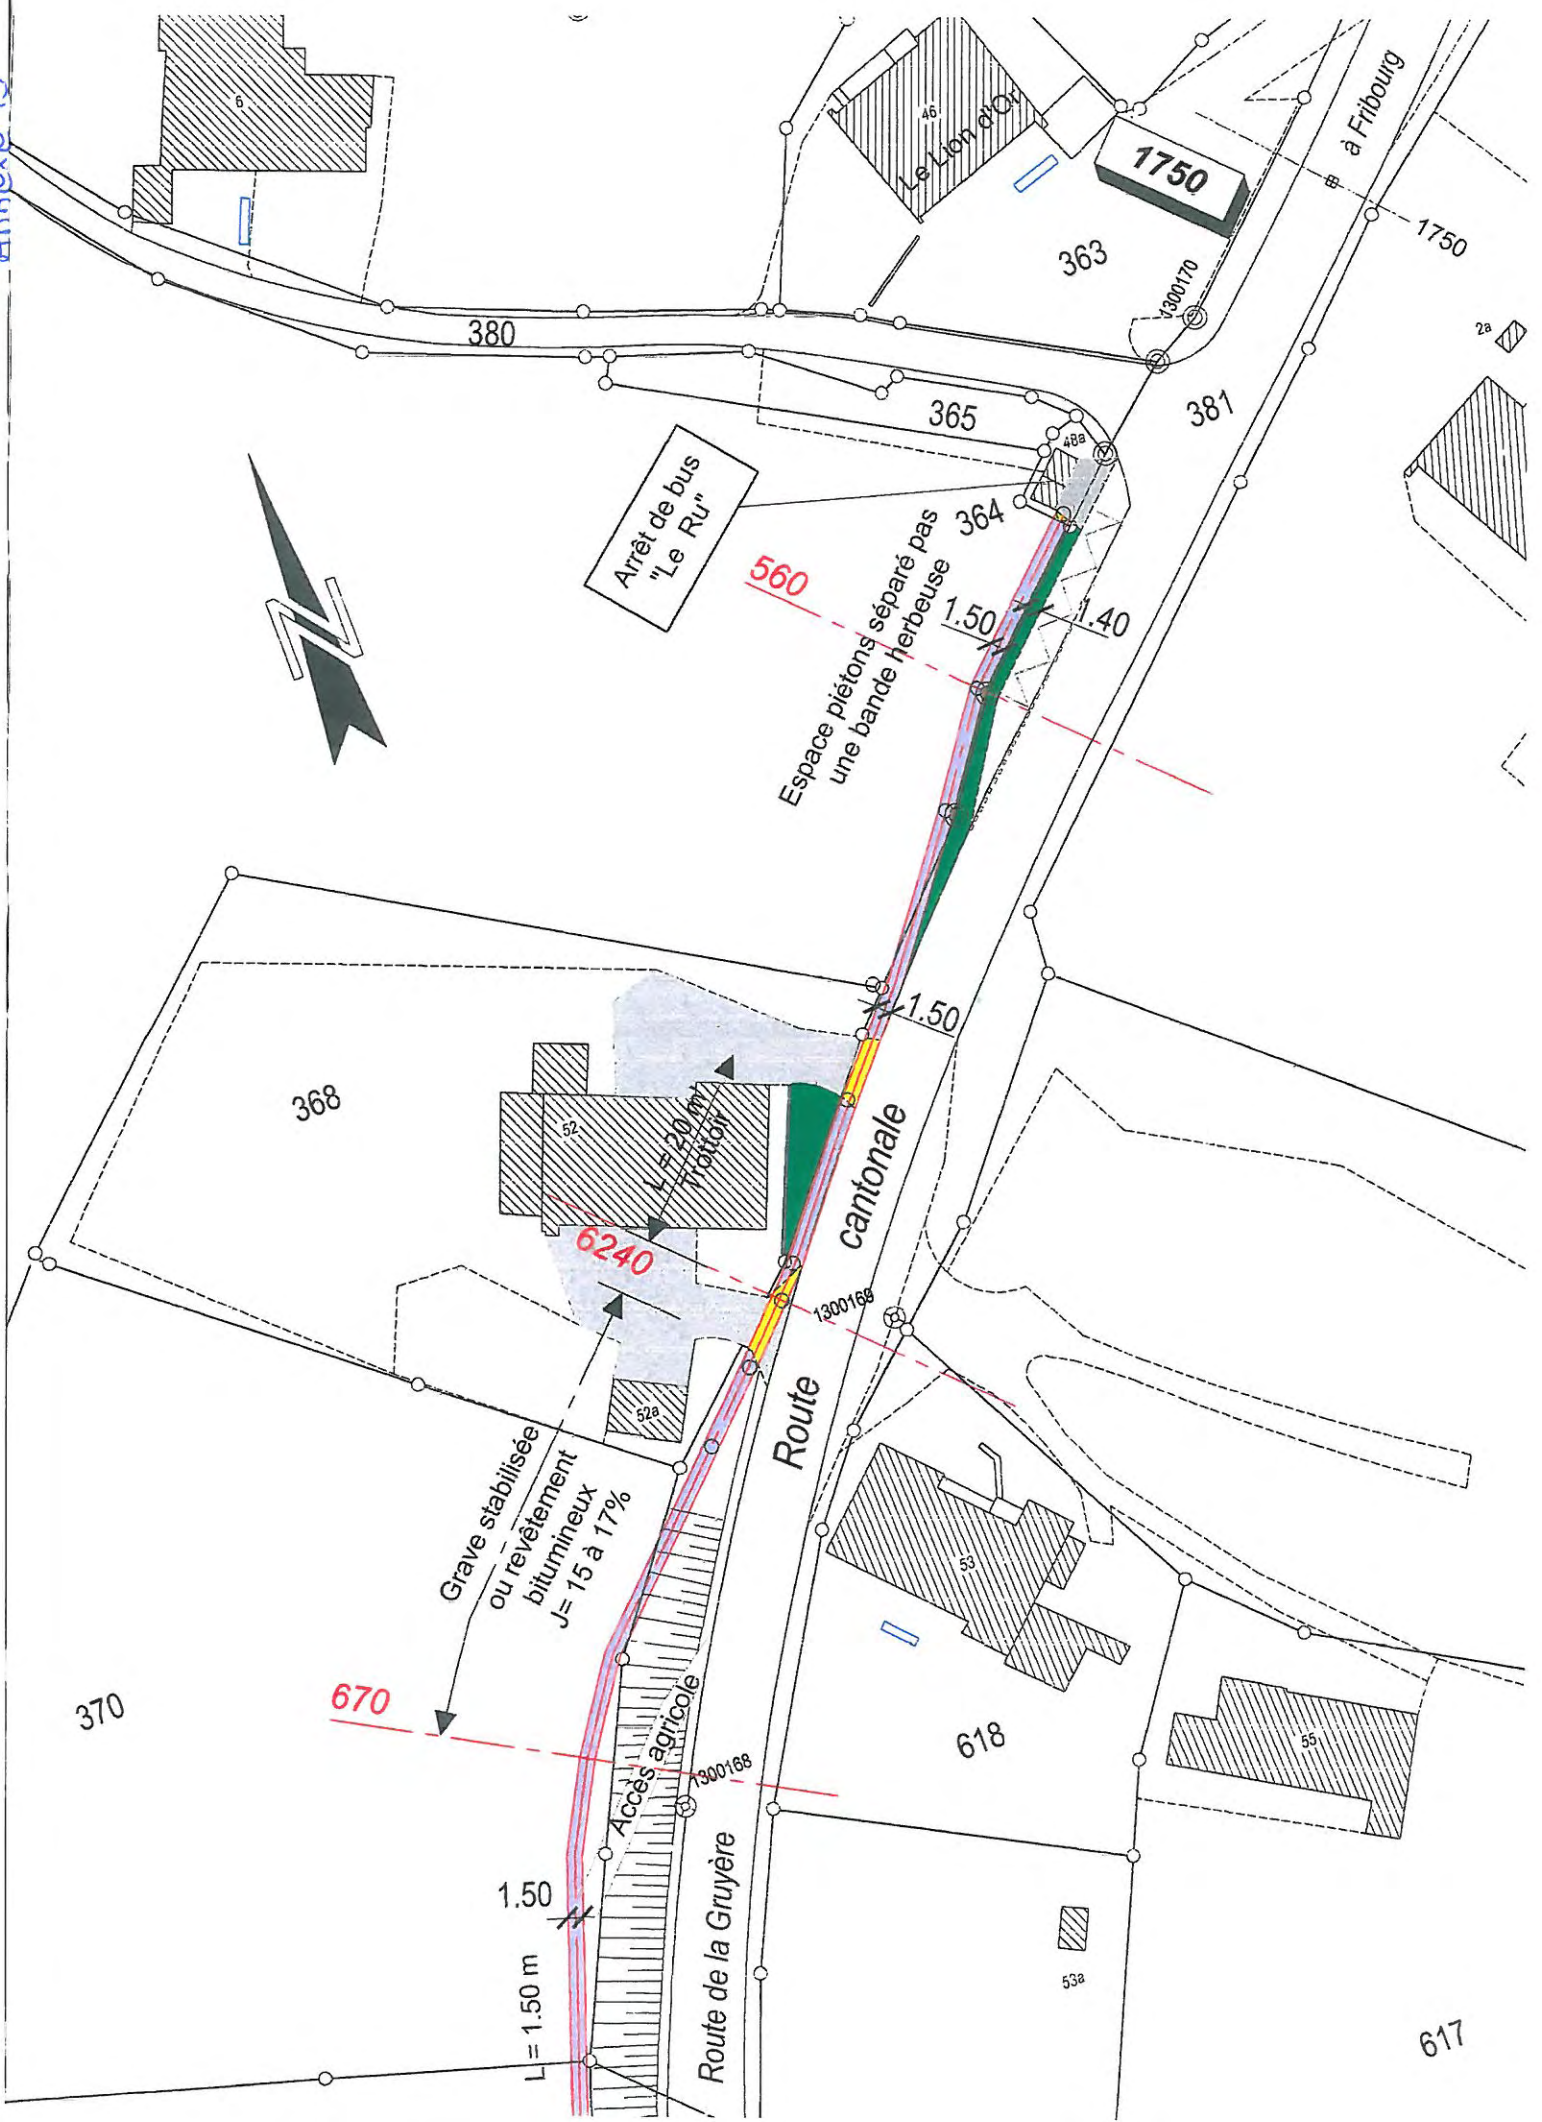 6
46
Le Lion d'Or
à Fribourg
1750
1750
363
1300170
380
2a
381
365
48a
Arrêt de bus
"Le Ru"
364
560
Espace piétons séparé pas
une bande herbeuse
1.50
1.40
1.50
368
52
L= 20 m'
Trottoir
cantonale
6240
1300169
Route
52a
Grave stabilisée
ou revêtement
bitumineux
J= 15 à 17%
53
670
370
Accès agricole
618
55
1300168
1.50
Route de la Gruyère
53a
L= 1.50 m
617